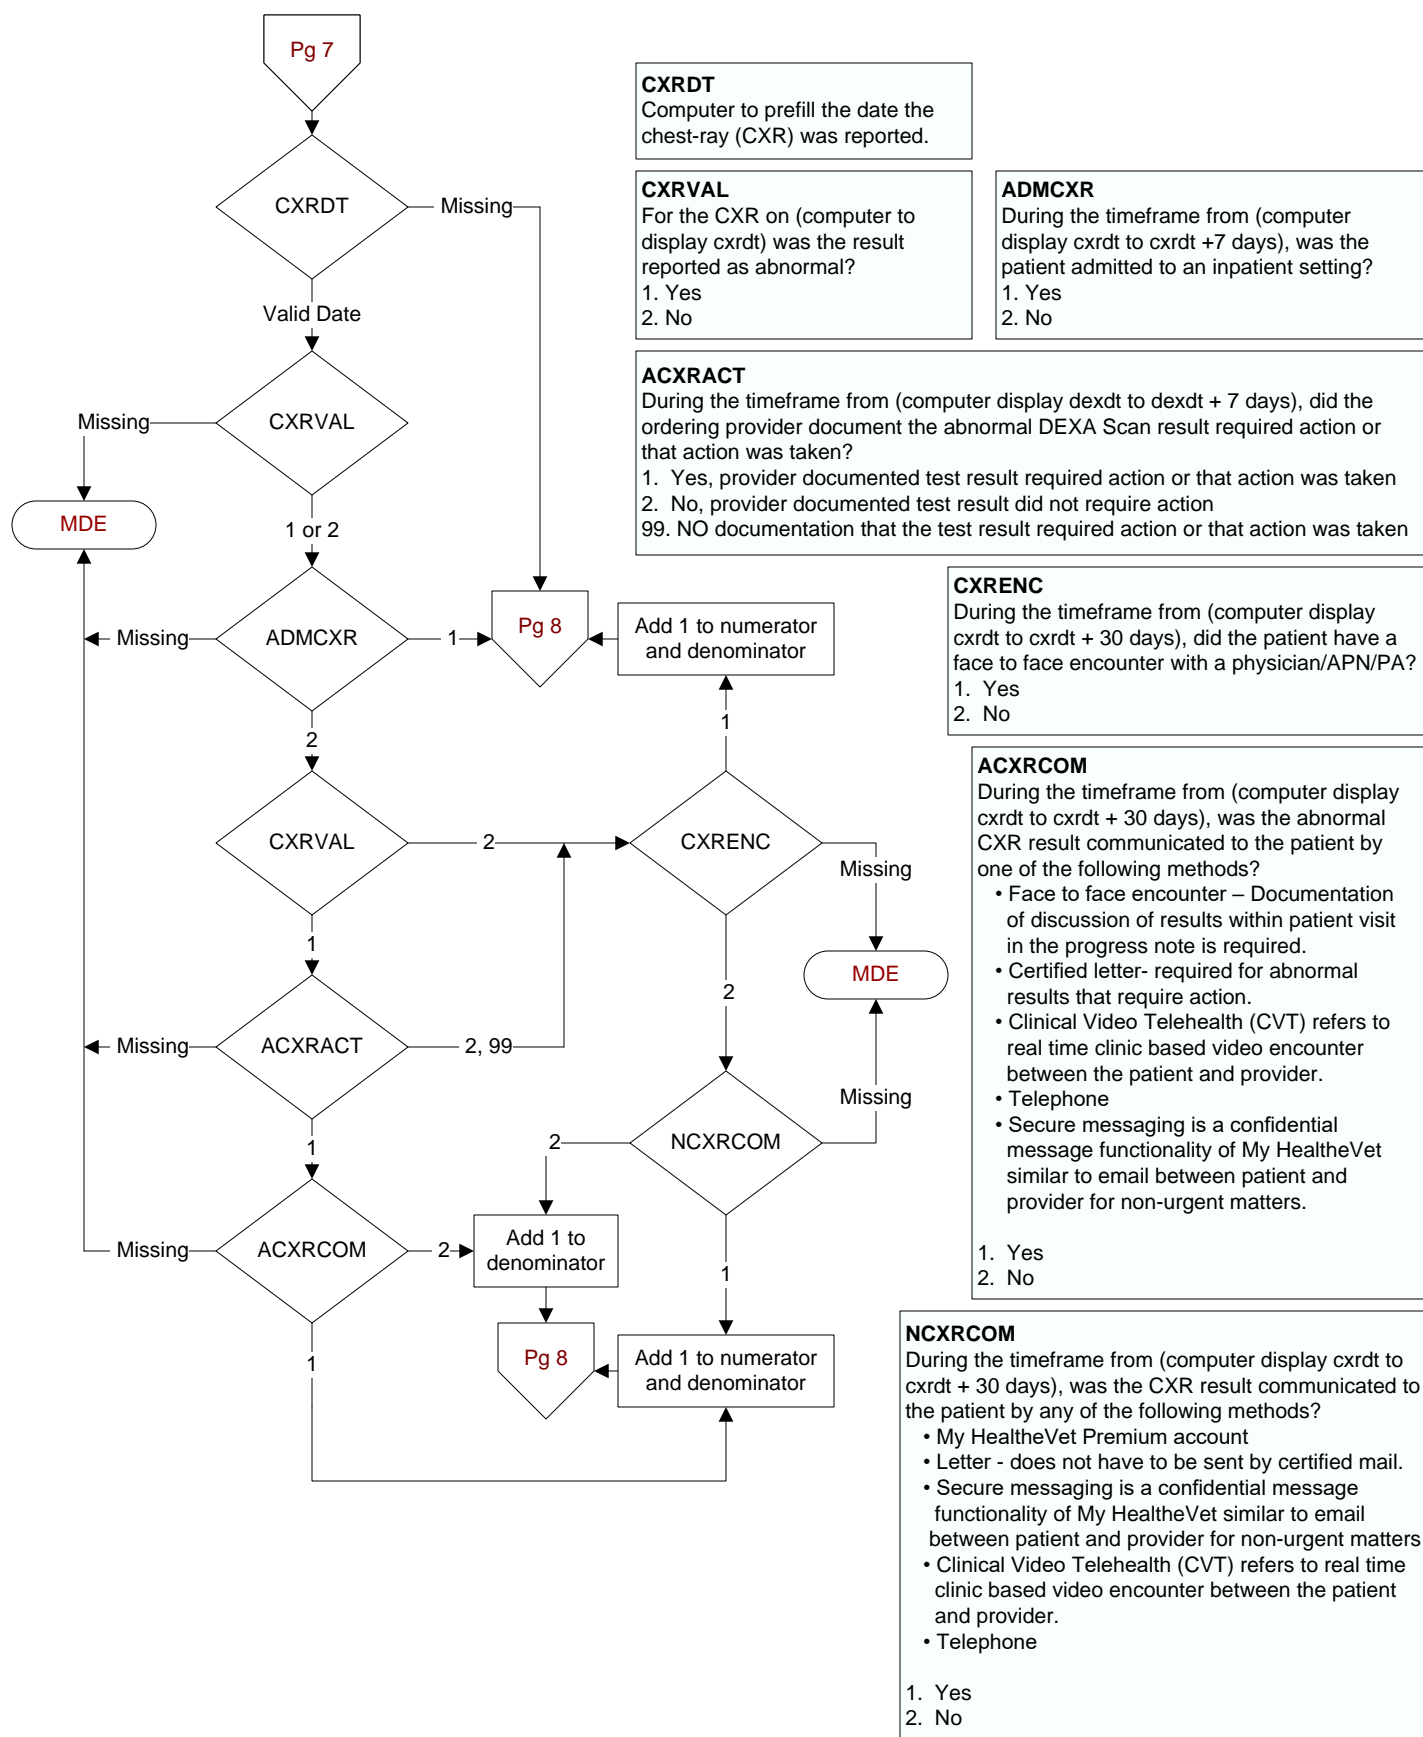 Pg 7
CXRDT
Missing
Valid Date
CXRVAL
Missing
MDE
1 or 2
ADMCXR
Missing
1
Pg 8
Add 1 to numerator
and denominator
2
1
CXRVAL
2
CXRENC
Missing
1
MDE
2
ACXRACT
Missing
2, 99
1
NCXRCOM
2
Missing
ACXRCOM
Missing
2
Add 1 to
denominator
1
1
Pg 8
Add 1 to numerator
and denominator
CXRDT
Computer to prefill the date the
chest-ray (CXR) was reported.
CXRVAL
For the CXR on (computer to
display cxrdt) was the result
reported as abnormal?
1. Yes
2. No
ADMCXR
During the timeframe from (computer
display cxrdt to cxrdt +7 days), was the
patient admitted to an inpatient setting?
1. Yes
2. No
ACXRACT
During the timeframe from (computer display dexdt to dexdt + 7 days), did the
ordering provider document the abnormal DEXA Scan result required action or
that action was taken?
1. Yes, provider documented test result required action or that action was taken
2. No, provider documented test result did not require action
99. NO documentation that the test result required action or that action was taken
CXRENC
During the timeframe from (computer display
cxrdt to cxrdt + 30 days), did the patient have a
face to face encounter with a physician/APN/PA?
1. Yes
2. No
ACXRCOM
During the timeframe from (computer display
cxrdt to cxrdt + 30 days), was the abnormal
CXR result communicated to the patient by
one of the following methods?
• Face to face encounter – Documentation
of discussion of results within patient visit
in the progress note is required.
• Certified letter- required for abnormal
results that require action.
• Clinical Video Telehealth (CVT) refers to
real time clinic based video encounter
between the patient and provider.
• Telephone
• Secure messaging is a confidential
message functionality of My HealtheVet
similar to email between patient and
provider for non-urgent matters.
1. Yes
2. No
NCXRCOM
During the timeframe from (computer display cxrdt to
cxrdt + 30 days), was the CXR result communicated to
the patient by any of the following methods?
• My HealtheVet Premium account
• Letter - does not have to be sent by certified mail.
• Secure messaging is a confidential message
functionality of My HealtheVet similar to email
between patient and provider for non-urgent matters
• Clinical Video Telehealth (CVT) refers to real time
clinic based video encounter between the patient
and provider.
• Telephone
1. Yes
2. No